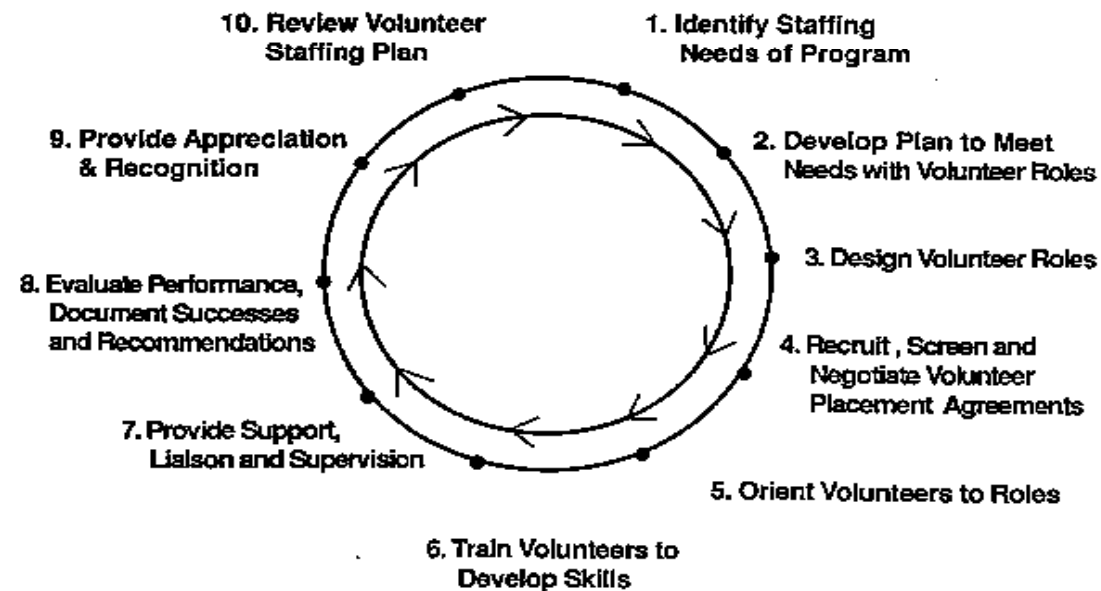 10. Review Volunteer
Staffing Plan
1. Identify Staffing
Needs of Program
2. Develop Plan to Meet
Needs with Volunteer Roles
3. Design Volunteer Roles
4. Recruit, Screen and
Negotiate Volunteer
Placement Agreements
5. Orient Volunteers to Roles
6. Train Volunteers to
Develop Skills
7. Provide Support,
Liaison and Supervision
8. Evaluate Performance,
Document Successes
and Recommendations
9. Provide Appreciation
& Recognition